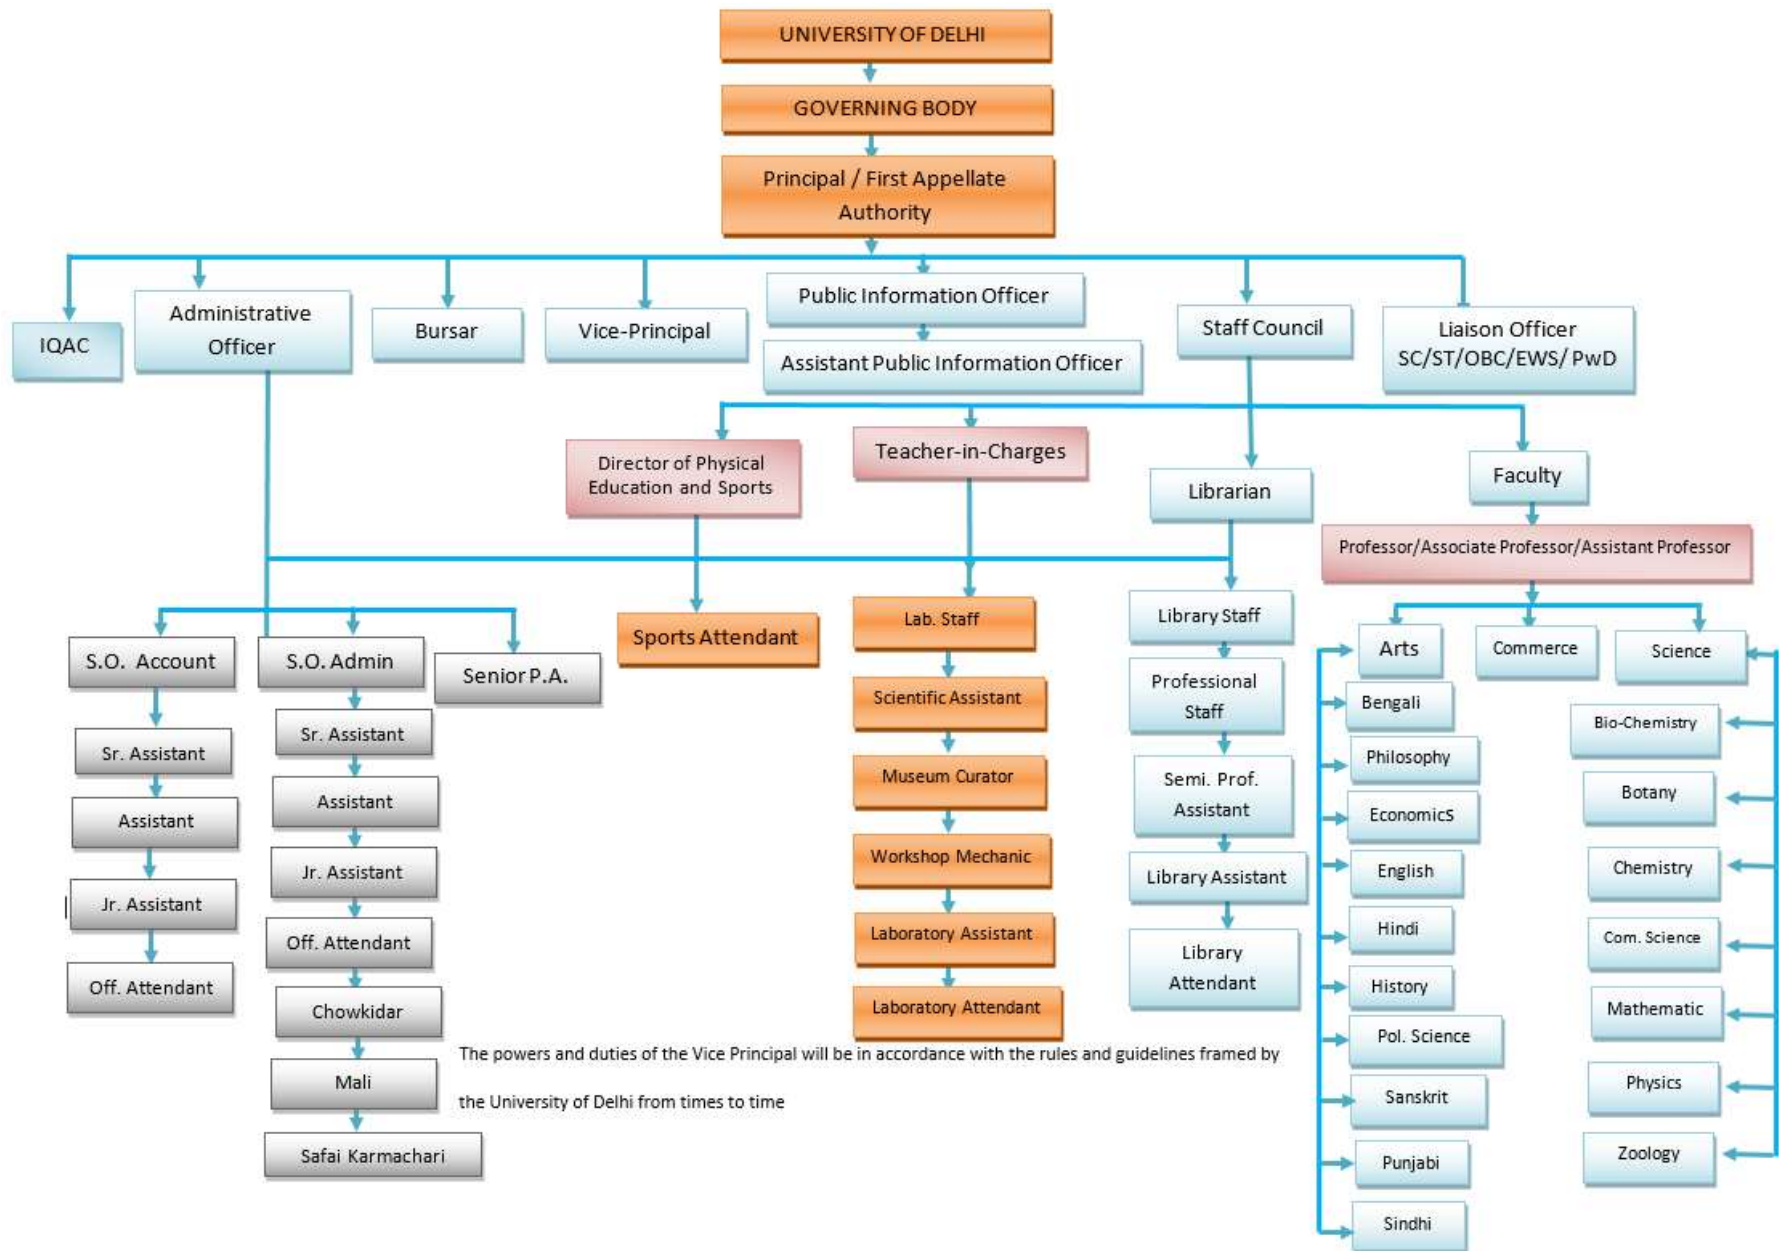 UNIVERSITY OF DELHI
GOVERNING BODY
Principal / First Appellate
Authority
IQAC
Administrative
Officer
Bursar
Vice-Principal
Public Information Officer
Assistant Public Information Officer
Staff Council
Liaison Officer
SC/ST/OBC/EWS/ PwD
Director of Physical
Education and Sports
Teacher-in-Charges
Librarian
Faculty
Professor/Associate Professor/Assistant Professor
S.O. Account
Sr. Assistant
Assistant
Jr. Assistant
Off. Attendant
S.O. Admin
Sr. Assistant
Assistant
Jr. Assistant
Off. Attendant
Chowkidar
Mali
Safai Karmachari
Senior P.A.
Sports Attendant
Lab. Staff
Scientific Assistant
Museum Curator
Workshop Mechanic
Laboratory Assistant
Laboratory Attendant
Library Staff
Professional
Staff
Semi. Prof.
Assistant
Library Assistant
Library
Attendant
Arts
Bengali
Philosophy
EconomicS
English
Hindi
History
Pol. Science
Sanskrit
Punjabi
Sindhi
Commerce
Science
Bio-Chemistry
Botany
Chemistry
Com. Science
Mathematic
Physics
Zoology
The powers and duties of the Vice Principal will be in accordance with the rules and guidelines framed by
the University of Delhi from times to time